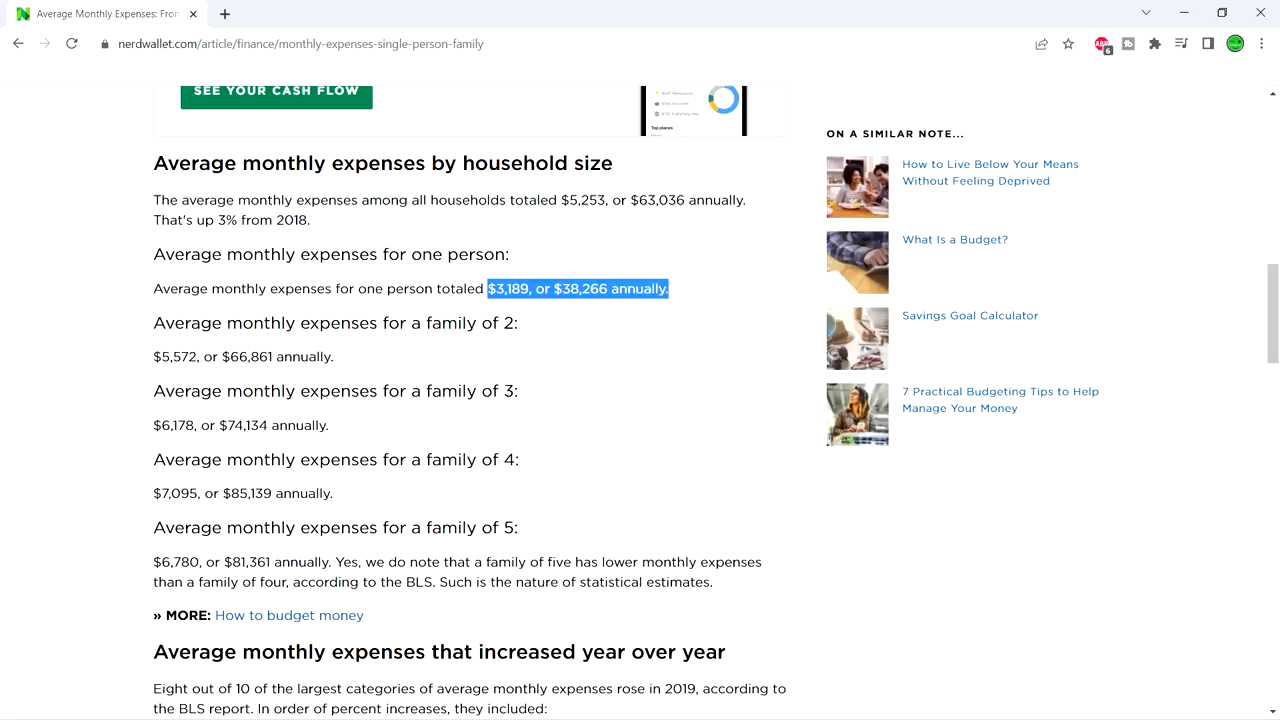 Average Monthly Expenses: From
nerdwallet.com/article/finance/monthly-expenses-single-person-family
ABP
6
SEE YOUR CASH FLOW
Top places
Average monthly expenses by household size
The average monthly expenses among all households totaled $5,253, or $63,036 annually.
That's up 3% from 2018.
Average monthly expenses for one person:
Average monthly expenses for one person totaled $3,189, or $38,266 annually.
Average monthly expenses for a family of 2:
$5,572, or $66,861 annually.
Average monthly expenses for a family of 3:
$6,178, or $74,134 annually.
Average monthly expenses for a family of 4:
$7,095, or $85,139 annually.
Average monthly expenses for a family of 5:
$6,780, or $81,361 annually. Yes, we do note that a family of five has lower monthly expenses
than a family of four, according to the BLS. Such is the nature of statistical estimates.
» MORE: How to budget money
Average monthly expenses that increased year over year
Eight out of 10 of the largest categories of average monthly expenses rose in 2019, according to
the BLS report. In order of percent increases, they included:
ON A SIMILAR NOTE...
How to Live Below Your Means
Without Feeling Deprived
What Is a Budget?
Savings Goal Calculator
7 Practical Budgeting Tips to Help
Manage Your Money